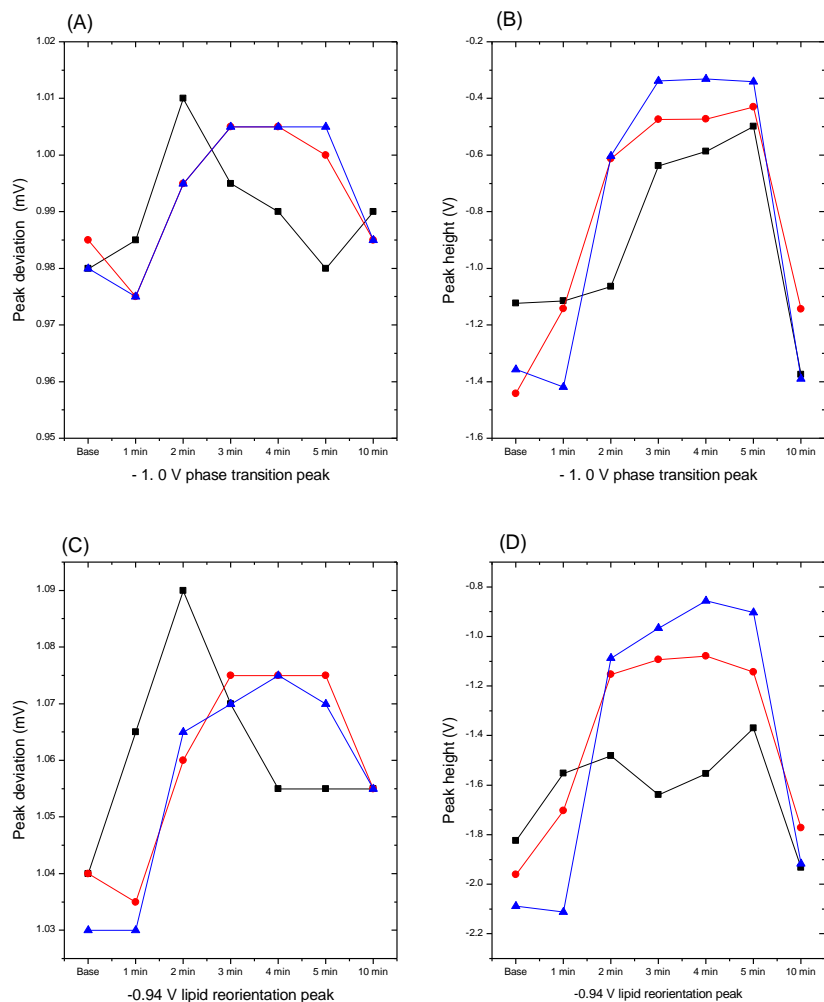 (A)
1.02
1.01
1.00
0.99
0.98
0.97
0.96
0.95
Peak deviation (mV)
Base 1 min 2 min 3 min 4 min 5 min 10 min
- 1. 0 V phase transition peak
(B)
-0.2
-0.4
-0.6
-0.8
-1.0
-1.2
-1.4
-1.6
Peak height (V)
Base 1 min 2 min 3 min 4 min 5 min 10 min
- 1. 0 V phase transition peak
(C)
1.09
1.08
1.07
1.06
1.05
1.04
1.03
Peak deviation (mV)
Base 1 min 2 min 3 min 4 min 5 min 10 min
-0.94 V lipid reorientation peak
(D)
-0.8
-1.0
-1.2
-1.4
-1.6
-1.8
-2.0
-2.2
Peak height (V)
Base 1 min 2 min 3 min 4 min 5 min 10 min
-0.94 V lipid reorientation peak